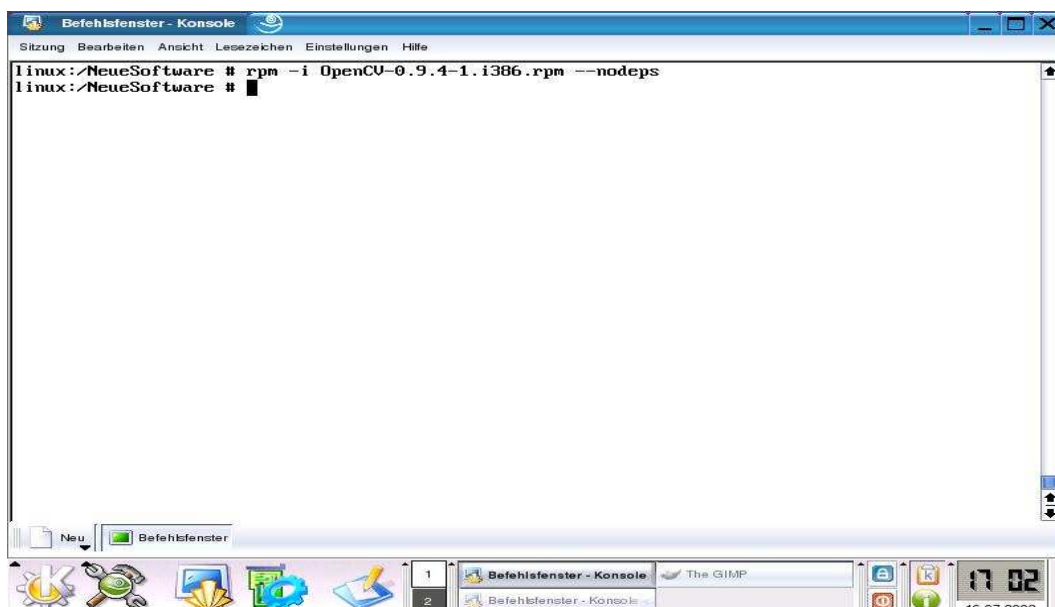 Befehlsfenster - Konsole
Sitzung Bearbeiten Ansicht Lesezeichen Einstellungen Hilfe
linux:/NeueSoftware # rpm -i OpenCV-0.9.4-1.i386.rpm --nodeps
linux:/NeueSoftware #
Neu Befehlsfenster
1 Befehlsfenster - Konsole The GIMP
17 02
2 Befehlsfenster - Konsole